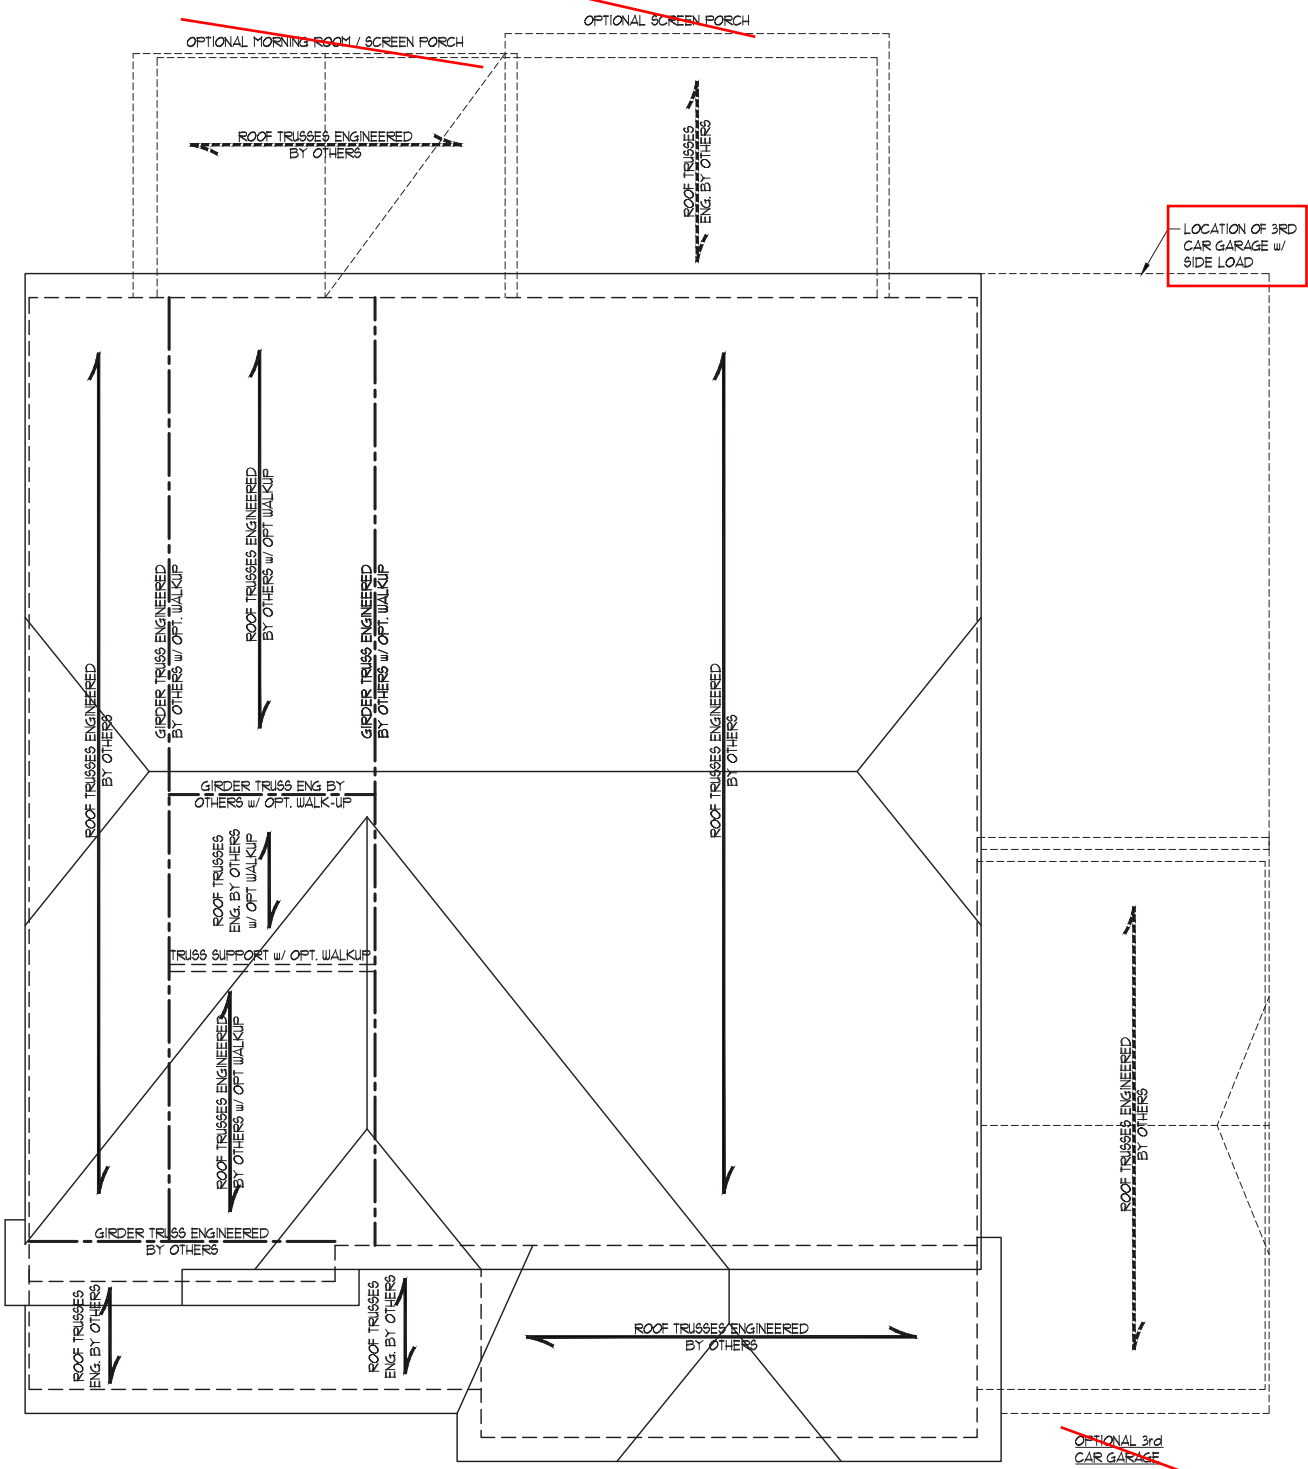 OPTIONAL SCREEN PORCH
OPTIONAL MORNING ROOM / SCREEN PORCH
ROOF TRUSSES ENGINEERED
BY OTHERS
ROOF TRUSSES
ENG. BY OTHERS
LOCATION OF 3RD
CAR GARAGE w/
SIDE LOAD
ROOF TRUSSES ENGINEERED
BY OTHERS
GIRDER TRUSS ENGINEERED
BY OTHERS w/ OPT. WALKUP
ROOF TRUSSES ENGINEERED
BY OTHERS w/ OPT WALKUP
GIRDER TRUSS ENGINEERED
BY OTHERS w/ OPT. WALKUP
ROOF TRUSSES ENGINEERED
BY OTHERS
GIRDER TRUSS ENG BY
OTHERS w/ OPT. WALK-UP
ROOF TRUSSES
ENG. BY OTHERS
w/ OPT WALKUP
TRUSS SUPPORT w/ OPT. WALKUP
ROOF TRUSSES ENGINEERED
BY OTHERS w/ OPT WALKUP
ROOF TRUSSES ENGINEERED
BY OTHERS
GIRDER TRUSS ENGINEERED
BY OTHERS
ROOF TRUSSES
ENG. BY OTHERS
ROOF TRUSSES
ENG. BY OTHERS
ROOF TRUSSES ENGINEERED
BY OTHERS
OPTIONAL 3rd
CAR GARAGE